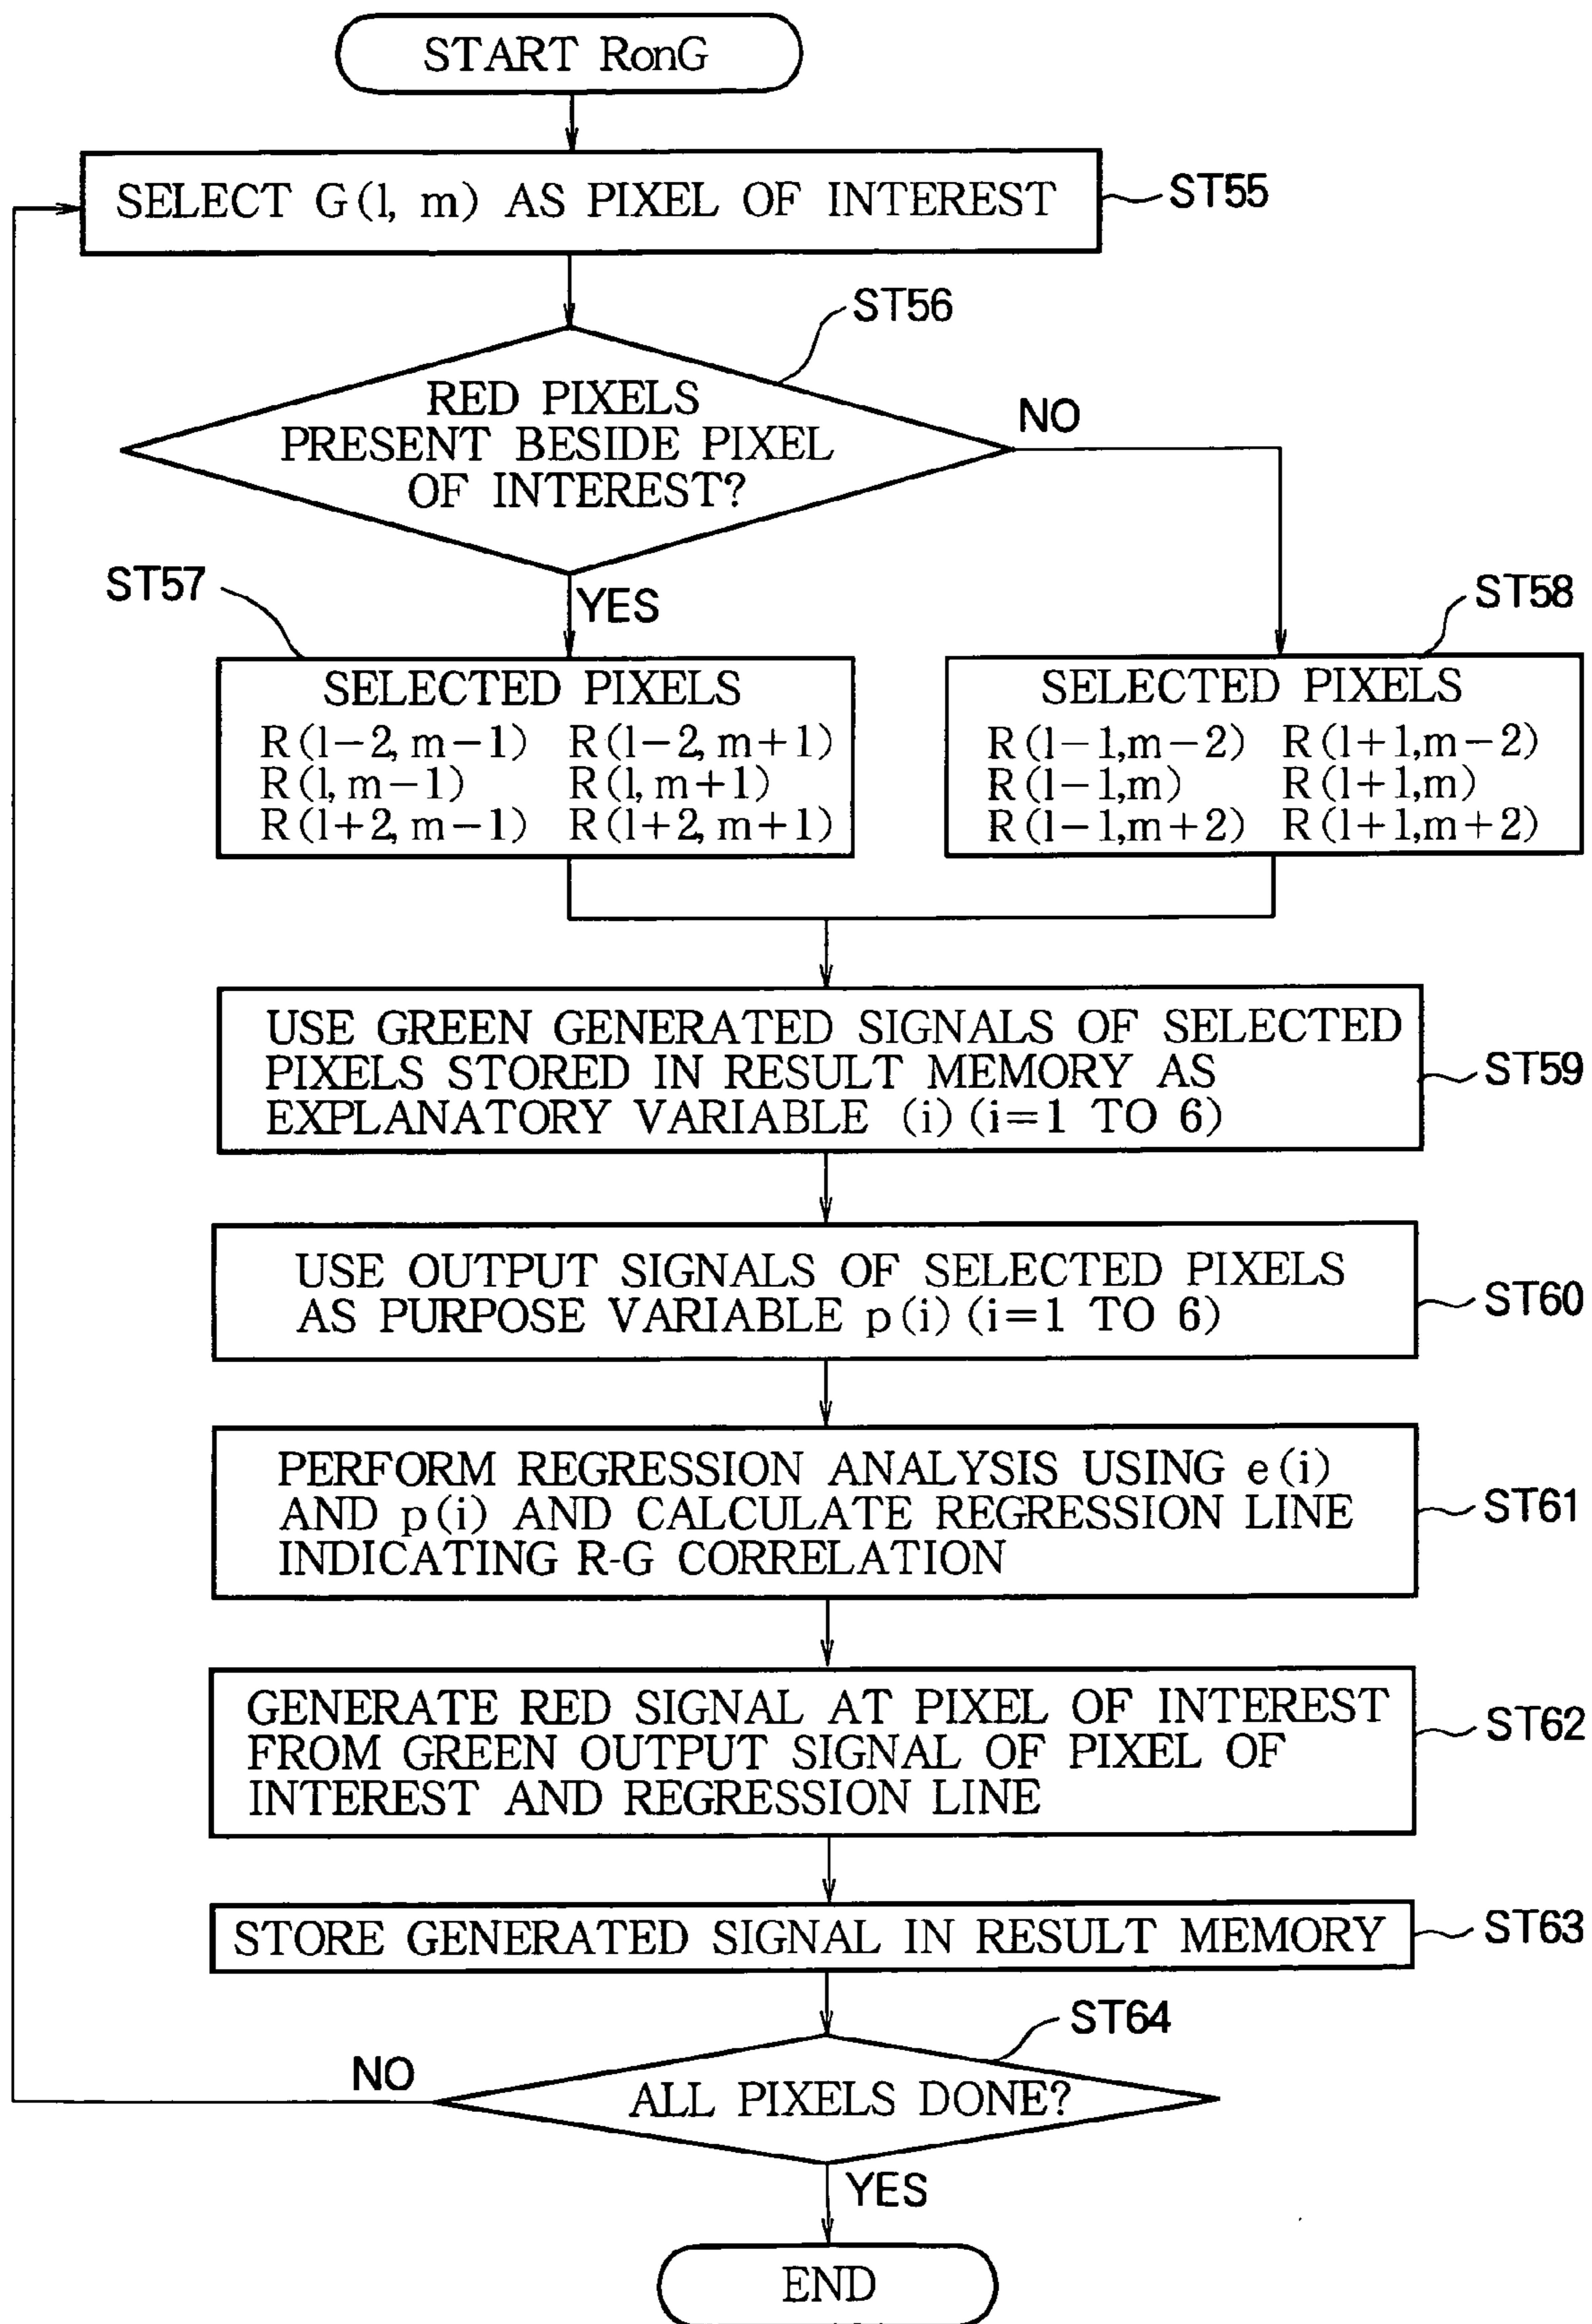 START RonG
SELECT G(l, m) AS PIXEL OF INTEREST
ST55
ST56
RED PIXELS
PRESENT BESIDE PIXEL
OF INTEREST?
NO
YES
ST57
SELECTED PIXELS
R(l-2, m-1) R(l-2, m+1)
R(l, m-1) R(l, m+1)
R(l+2, m-1) R(l+2, m+1)
ST58
SELECTED PIXELS
R(l-1,m-2) R(l+1,m-2)
R(l-1,m) R(l+1,m)
R(l-1,m+2) R(l+1,m+2)
USE GREEN GENERATED SIGNALS OF SELECTED
PIXELS STORED IN RESULT MEMORY AS
EXPLANATORY VARIABLE (i) (i=1 TO 6)
ST59
USE OUTPUT SIGNALS OF SELECTED PIXELS
AS PURPOSE VARIABLE p(i) (i=1 TO 6)
ST60
PERFORM REGRESSION ANALYSIS USING e(i)
AND p(i) AND CALCULATE REGRESSION LINE
INDICATING R-G CORRELATION
ST61
GENERATE RED SIGNAL AT PIXEL OF INTEREST
FROM GREEN OUTPUT SIGNAL OF PIXEL OF
INTEREST AND REGRESSION LINE
ST62
STORE GENERATED SIGNAL IN RESULT MEMORY
ST63
ST64
ALL PIXELS DONE?
NO
YES
END